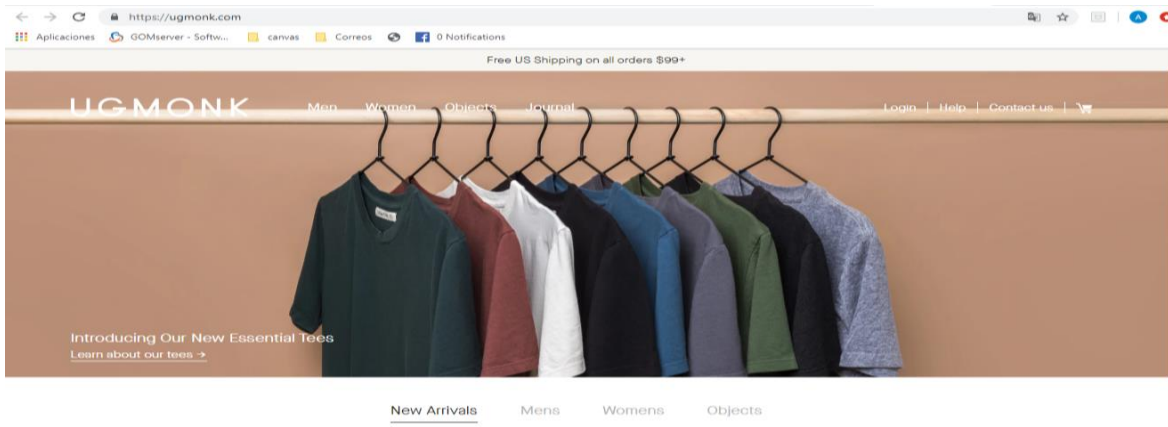 https://ugmonk.com
Aplicaciones GOMserver - Softw... canvas Correos 0 Notifications
Free US Shipping on all orders $99+
UGMONK Men Women Objects Journal Login | Help | Contact us |
Introducing Our New Essential Tees
Learn about our tees →
New Arrivals Mens Womens Objects